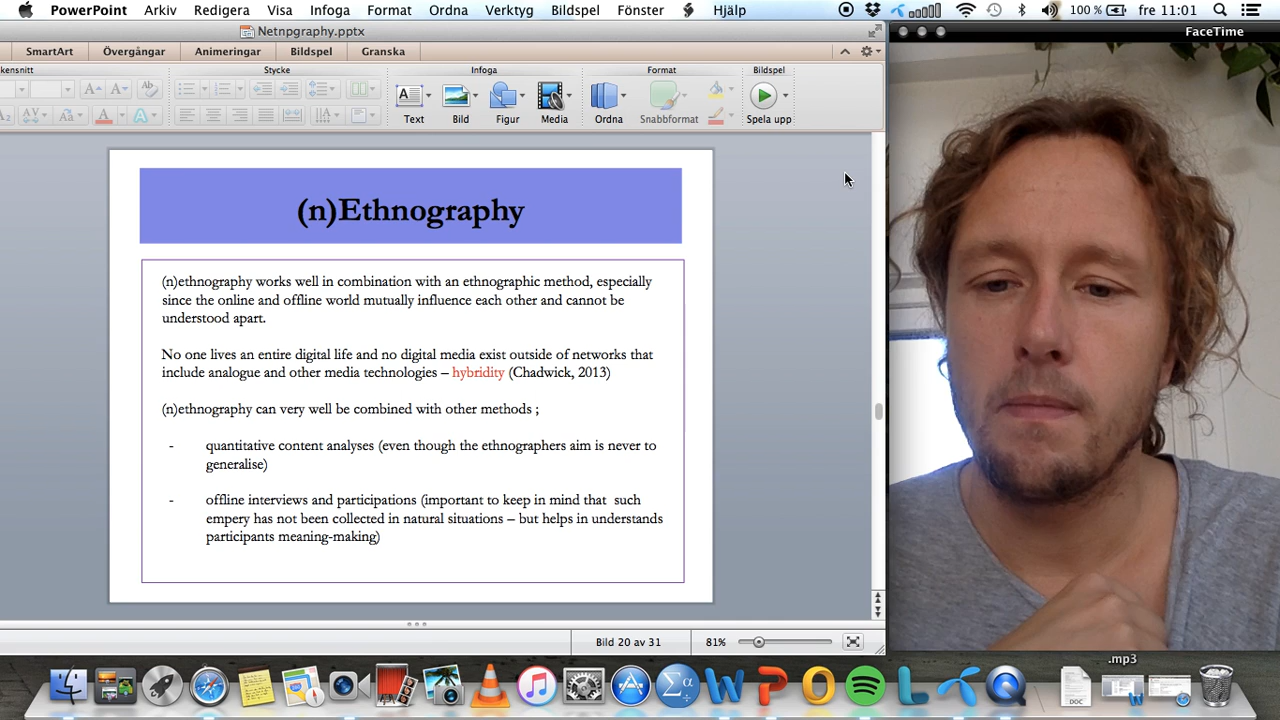 PowerPoint Arkiv Redigera Visa Infoga Format Ordna Verktyg Bildspel Fönster Hjälp 100 % fre 11:01
Netnpgraphy.pptx
FaceTime
SmartArt Övergångar Animeringar Bildspel Granska
kensnitt Stycke Infoga Format Bildspel
Text Bild Figur Media Ordna Snabbformat Spela upp
(n)Ethnography
(n)ethnography works well in combination with an ethnographic method, especially
since the online and offline world mutually influence each other and cannot be
understood apart.
No one lives an entire digital life and no digital media exist outside of networks that
include analogue and other media technologies – hybridity (Chadwick, 2013)
(n)ethnography can very well be combined with other methods ;
- quantitative content analyses (even though the ethnographers aim is never to
generalise)
- offline interviews and participations (important to keep in mind that such
empery has not been collected in natural situations – but helps in understands
participants meaning-making)
Bild 20 av 31 81%
.mp3
DOC